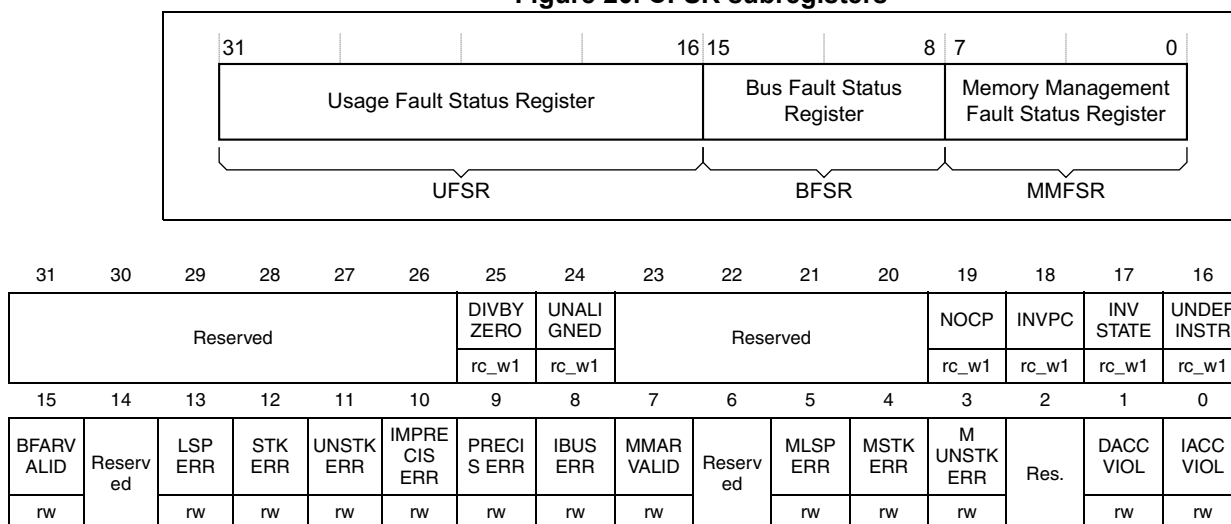 31 16 15 8 7 0
Usage Fault Status Register
Bus Fault Status
Register
Memory Management
Fault Status Register
UFSR BFSR MMFSR
31 30 29 28 27 26 25 24 23 22 21 20 19 18 17 16
Reserved
DIVBY
ZERO
UNALI
GNED
Reserved
NOCP
INVPC
INV
STATE
UNDEF
INSTR
rc_w1 rc_w1 rc_w1 rc_w1 rc_w1 rc_w1
15 14 13 12 11 10 9 8 7 6 5 4 3 2 1 0
BFARV
ALID
Reserv
ed
LSP
ERR
STK
ERR
UNSTK
ERR
IMPRE
CIS
ERR
PRECI
S ERR
IBUS
ERR
MMAR
VALID
Reserv
ed
MLSP
ERR
MSTK
ERR
M
UNSTK
ERR
Res.
DACC
VIOL
IACC
VIOL
rw rw rw rw rw rw rw rw rw rw rw rw rw